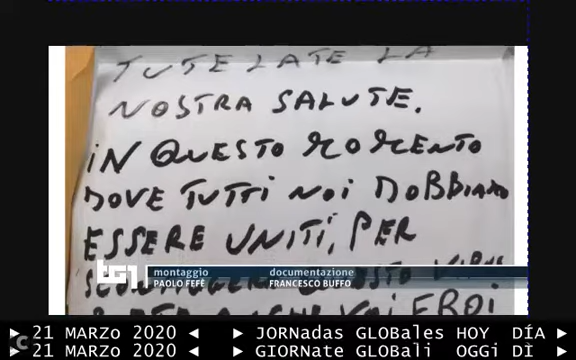 TUTELATE LA
NOSTRA SALUTE.
IN QUESTO MOMENTO
DOVE TUTTI NOI DOBBIAMO
ESSERE UNITI, PER
tg1
montaggio documentazione
PAOLO FEFÈ FRANCESCO BUFFO
EROI
▶ 21 MARZo 2020 ◀ ▶ JORNadas GLOBales HOY DÍA ▶
▶ 21 MARZO 2020 ◀ ▶ GIORNate GLOBali OGGi DÌ ▶